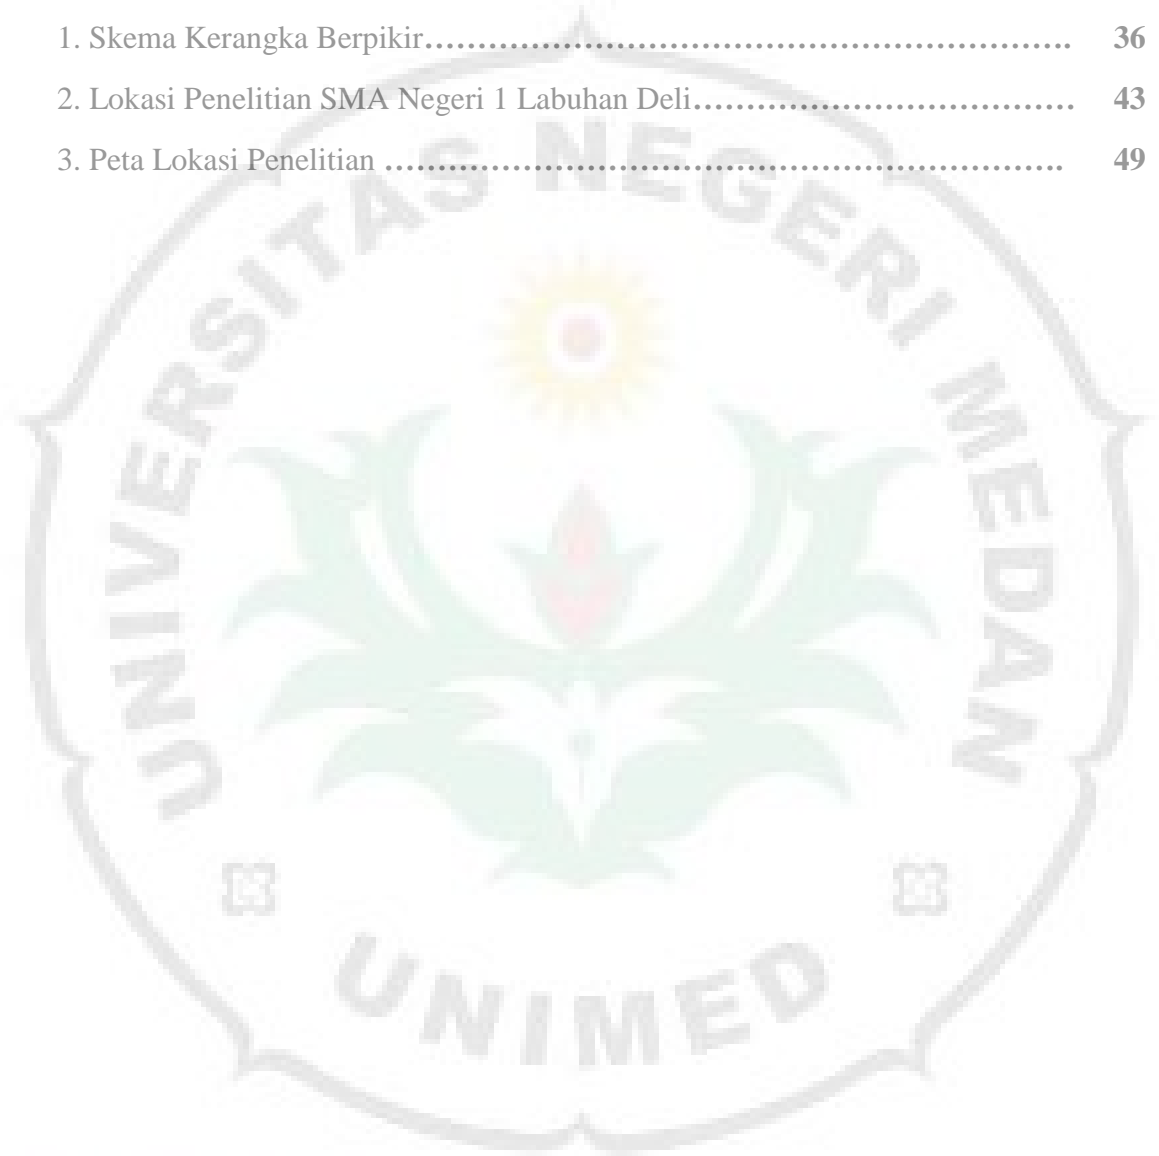 1. Skema Kerangka Berpikir……………………………………………………………….. 36
2. Lokasi Penelitian SMA Negeri 1 Labuhan Deli……………………………… 43
3. Peta Lokasi Penelitian ………………………………………………………………. 49
UNIVERSITAS NEGERI MEDAN
UNIMED